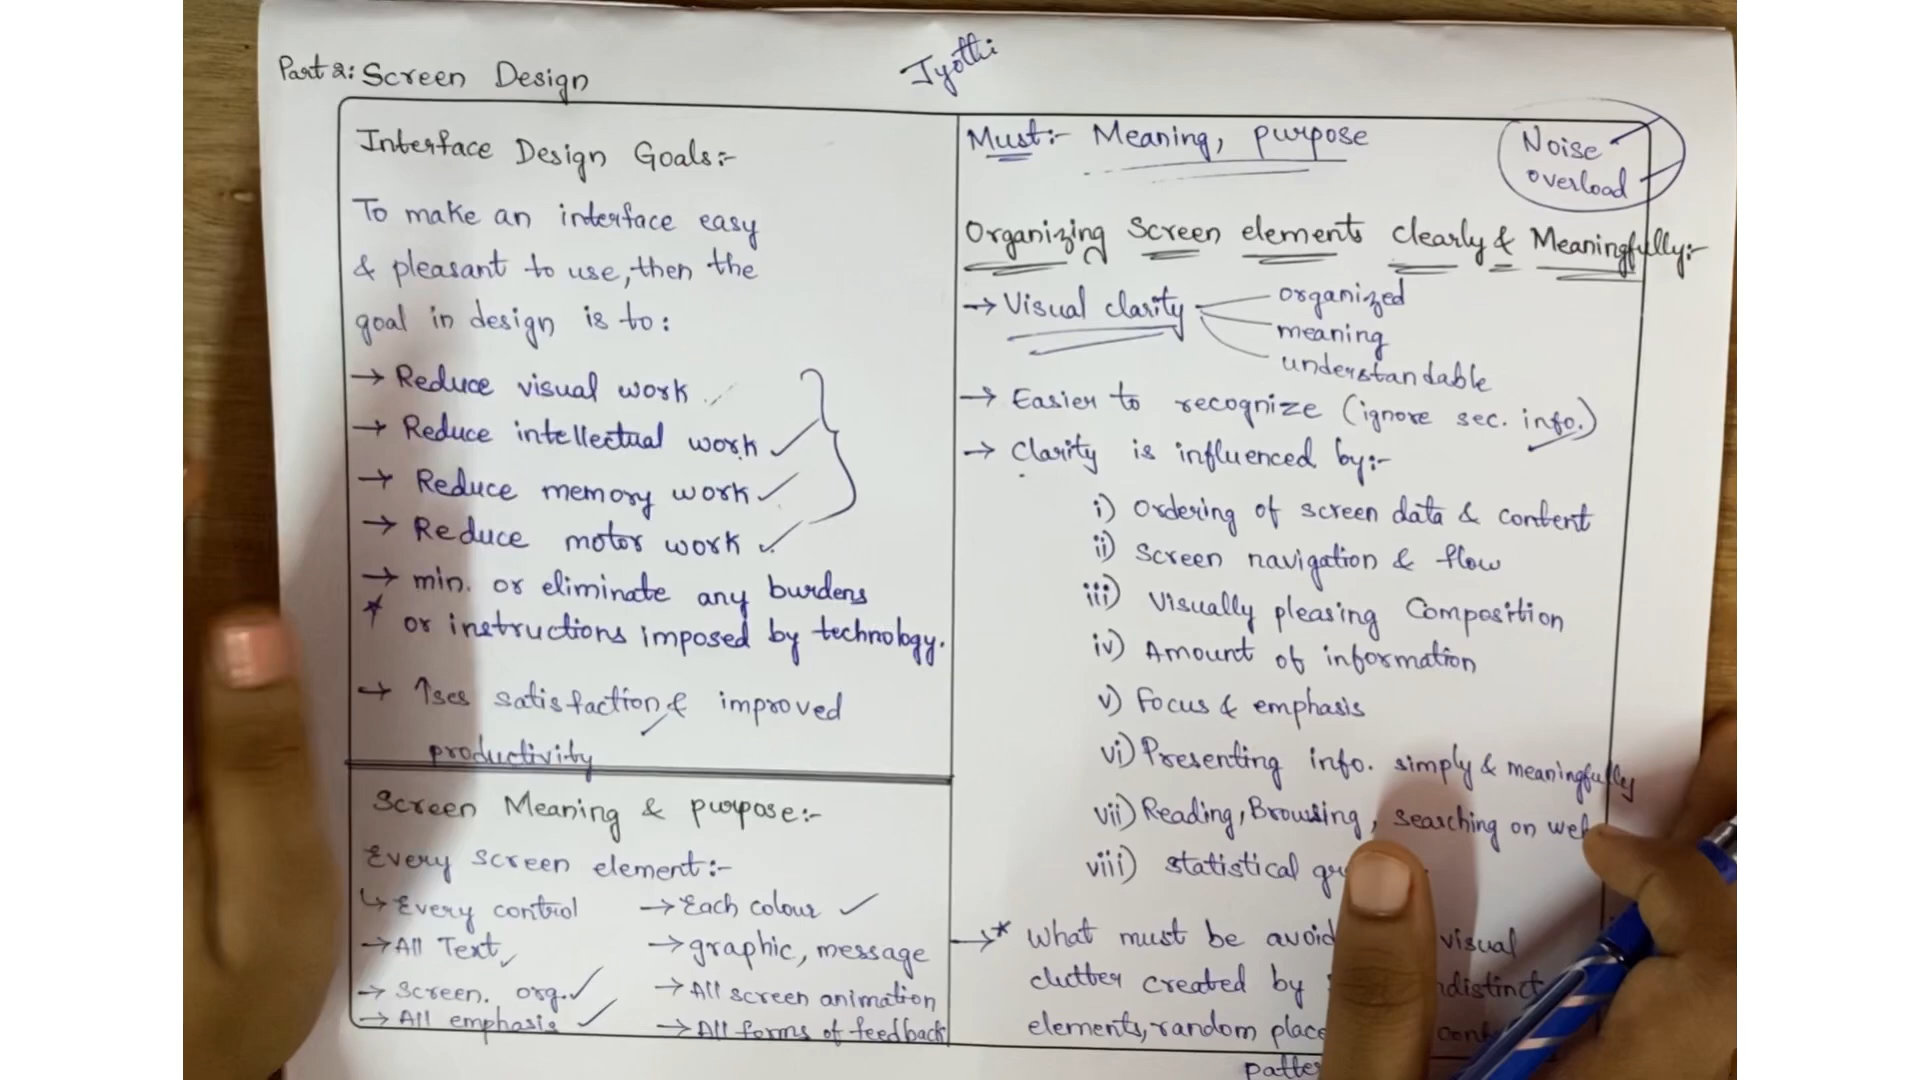 Part 2: Screen Design
Jyothi
Interface Design Goals:-
To make an interface easy
& pleasant to use, then the
goal in design is to:
→ Reduce visual work
→ Reduce intellectual work
→ Reduce memory work
→ Reduce motor work
→ min. or eliminate any burdens
* or instructions imposed by technology.
→ ↑ses satisfaction & improved
productivity
Screen Meaning & purpose:-
Every screen element:-
↳ Every control
→ All Text
→ Screen. org.
→ All emphasis
→ Each colour
→ graphic, message
→ All screen animation
→ All forms of feedback
Must:- Meaning, purpose
Noise
overload
Organizing Screen elements clearly & Meaningfully:-
→ Visual clarity
organized
meaning
understandable
→ Easier to recognize (ignore sec. info.)
→ Clarity is influenced by:-
i) Ordering of screen data & content
ii) Screen navigation & flow
iii) Visually pleasing Composition
iv) Amount of information
v) Focus & emphasis
vi) Presenting info. simply & meaningfully
vii) Reading, Browsing, searching on web
viii) statistical
→* What must be visual
clutter created by
elements, random